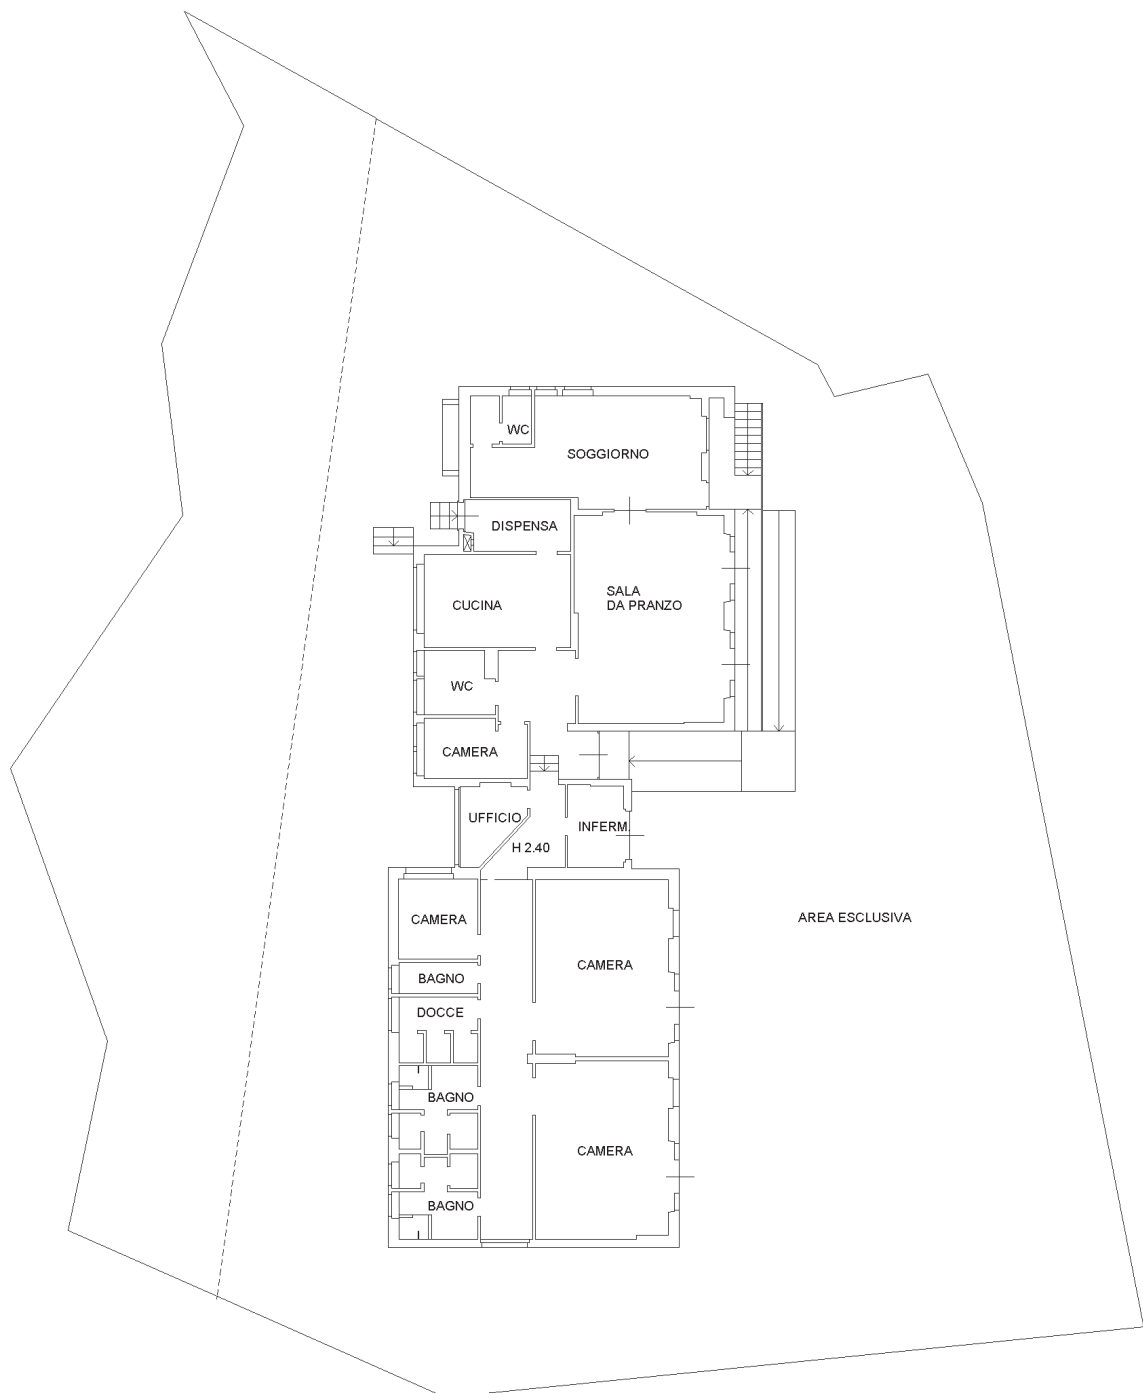 WC
SOGGIORNO
DISPENSA
CUCINA
SALA
DA PRANZO
WC
CAMERA
UFFICIO
INFERM.
H 2.40
CAMERA
AREA ESCLUSIVA
CAMERA
BAGNO
DOCCE
BAGNO
CAMERA
BAGNO